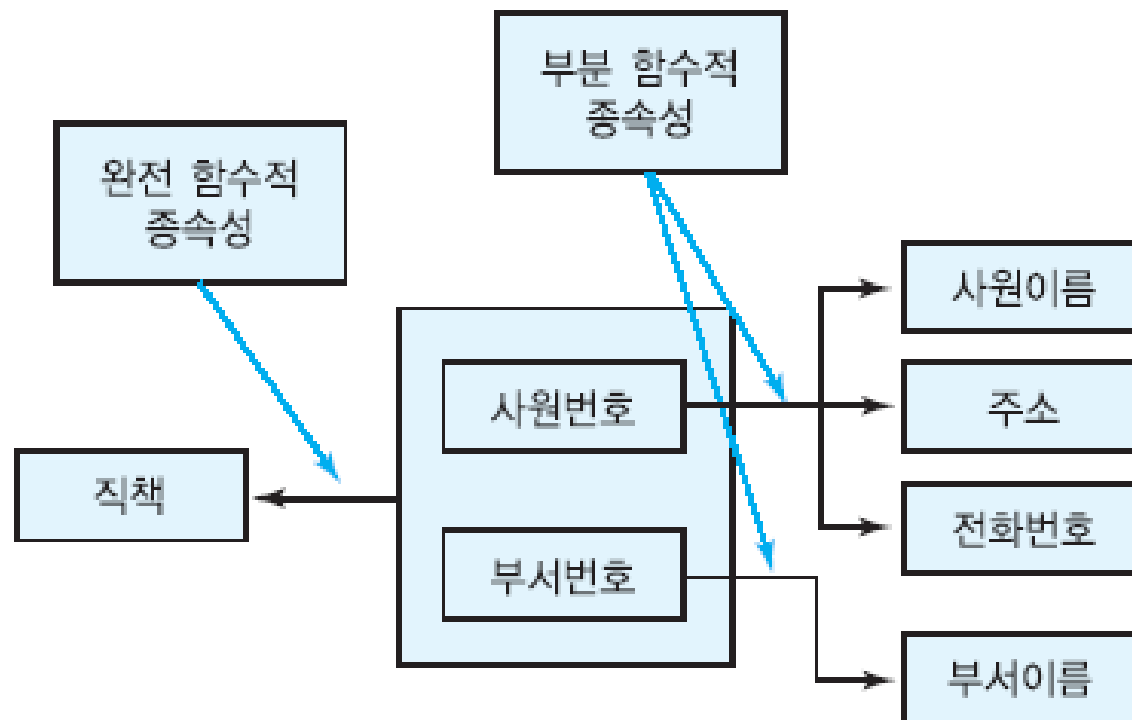 부분 함수적
종속성
완전 함수적
종속성
사원이름
사원번호
주소
직책
전화번호
부서번호
부서이름